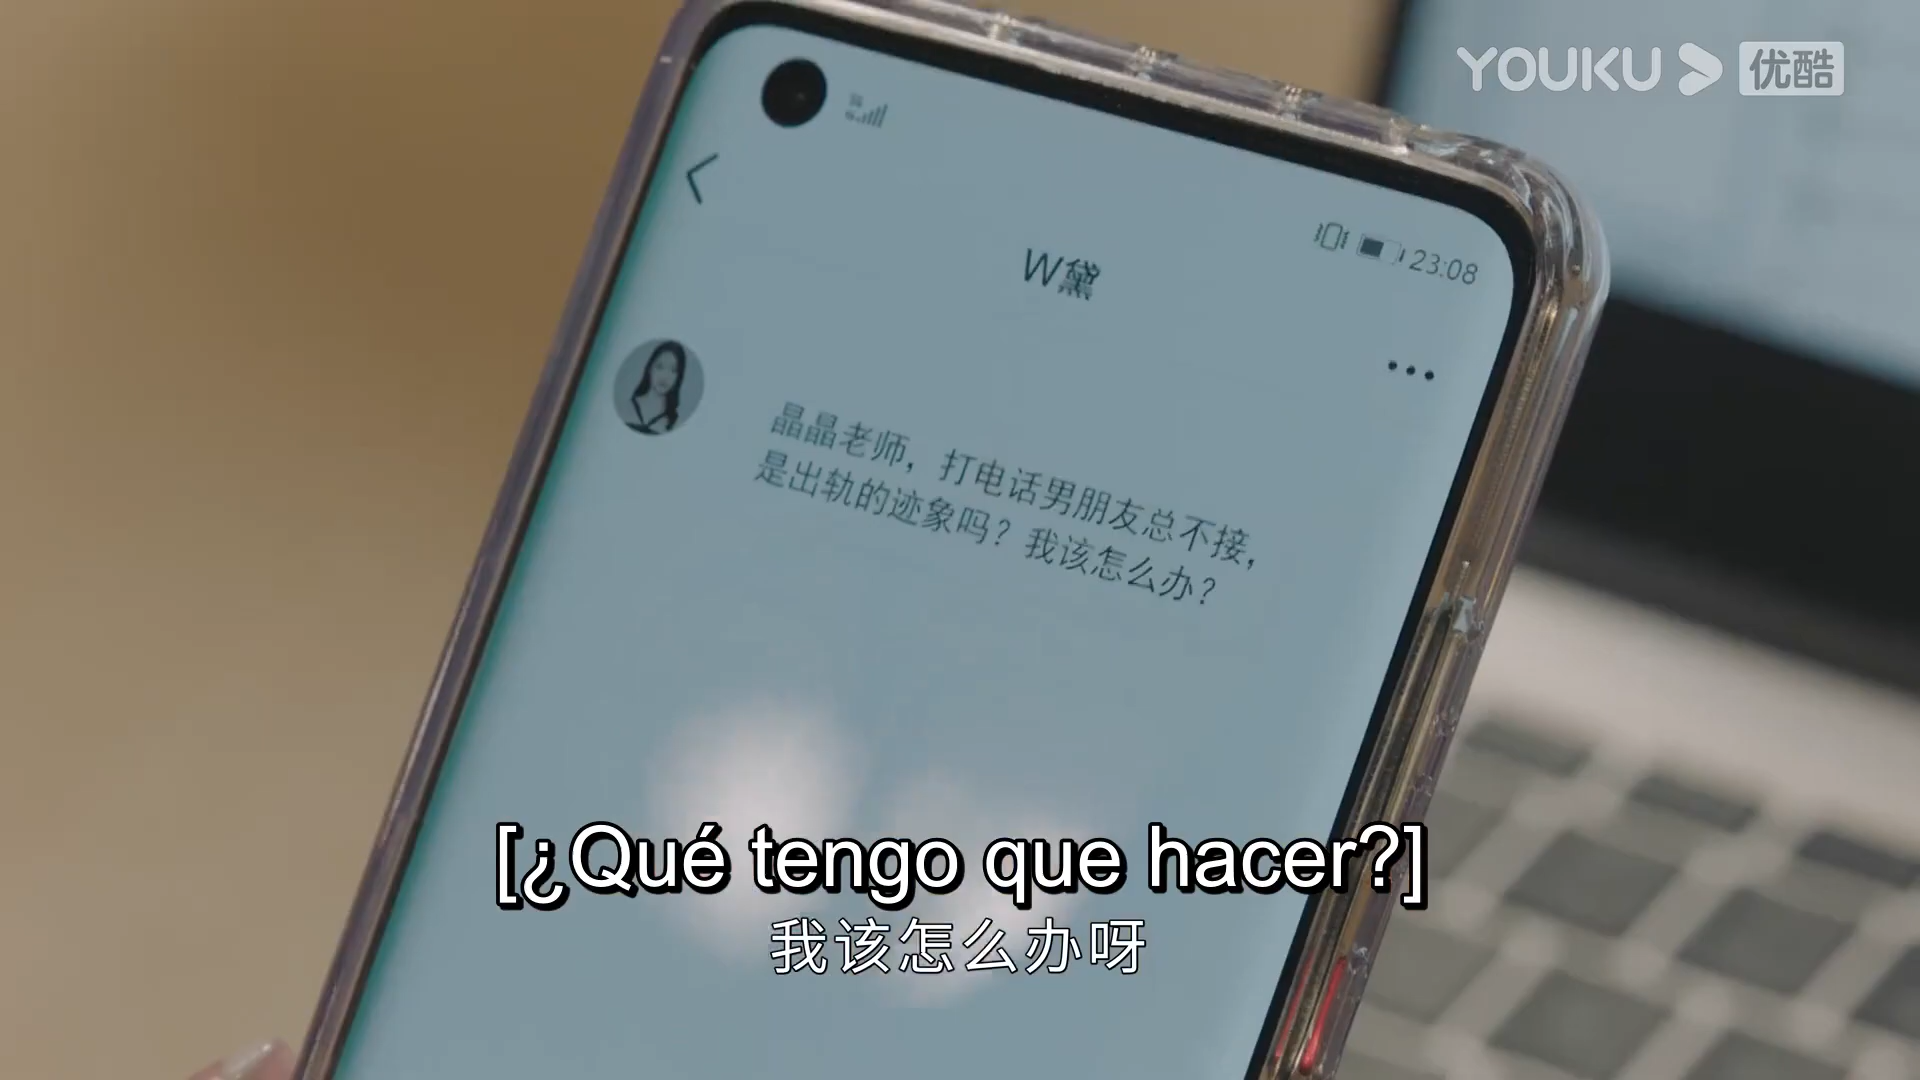 YOUKU 优酷
23:08
W黛
晶晶老师，打电话男朋友总不接，
是出轨的迹象吗？我该怎么办？
[¿Qué tengo que hacer?]
我该怎么办呀